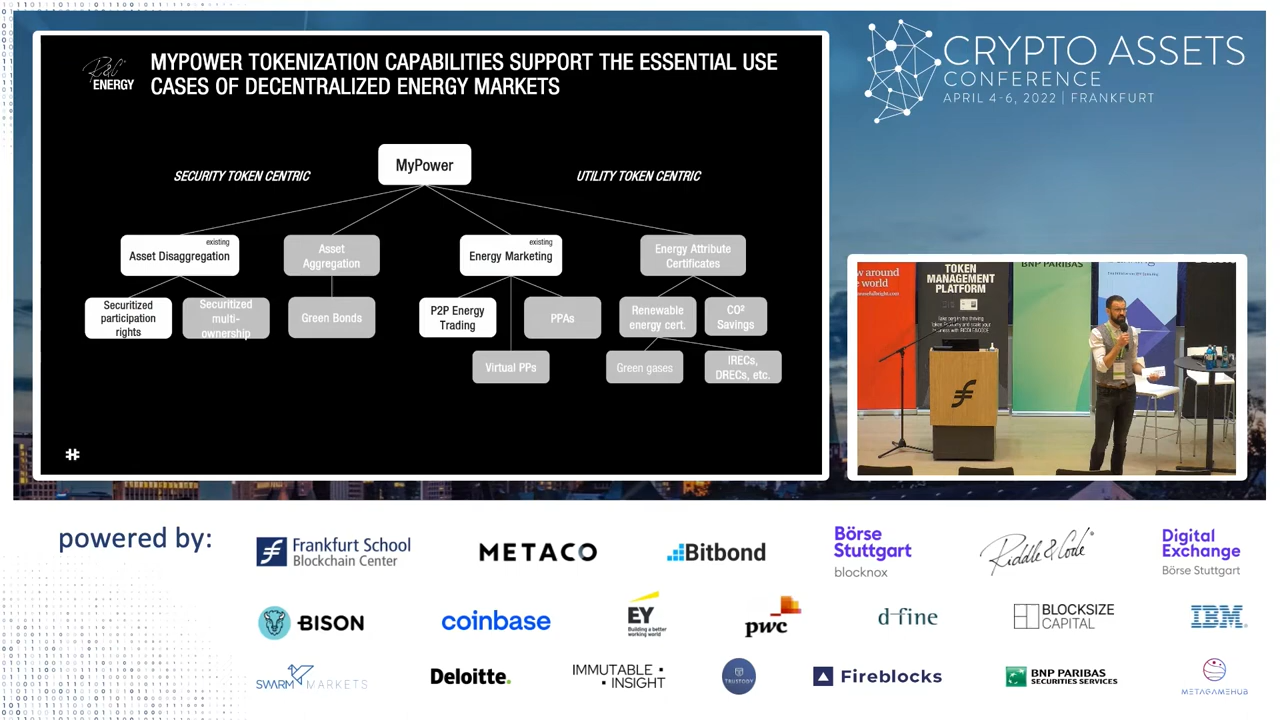 R&C
ENERGY
MYPOWER TOKENIZATION CAPABILITIES SUPPORT THE ESSENTIAL USE
CASES OF DECENTRALIZED ENERGY MARKETS
MyPower
SECURITY TOKEN CENTRIC
UTILITY TOKEN CENTRIC
existing
Asset Disaggregation
Asset
Aggregation
existing
Energy Marketing
Energy Attribute
Certificates
Securitized
participation
rights
Securitized
multi-
ownership
Green Bonds
P2P Energy
Trading
PPAs
Renewable
energy cert.
CO²
Savings
Virtual PPs
Green gases
IRECs,
DRECs, etc.
CRYPTO ASSETS
CONFERENCE
APRIL 4-6, 2022 | FRANKFURT
w around
e world
TOKEN
MANAGEMENT
PLATFORM
BNP PARIBAS
powered by:
Frankfurt School
Blockchain Center
METACO
Bitbond
Börse
Stuttgart
blocknox
Riddle & Code
Digital
Exchange
Börse Stuttgart
BISON
coinbase
EY
Building a better
working world
pwc
d-fine
BLOCKSIZE
CAPITAL
IBM
SWARM MARKETS
Deloitte.
IMMUTABLE
INSIGHT
TRUSTOGY
Fireblocks
BNP PARIBAS
SECURITIES SERVICES
METAGAMEHUB